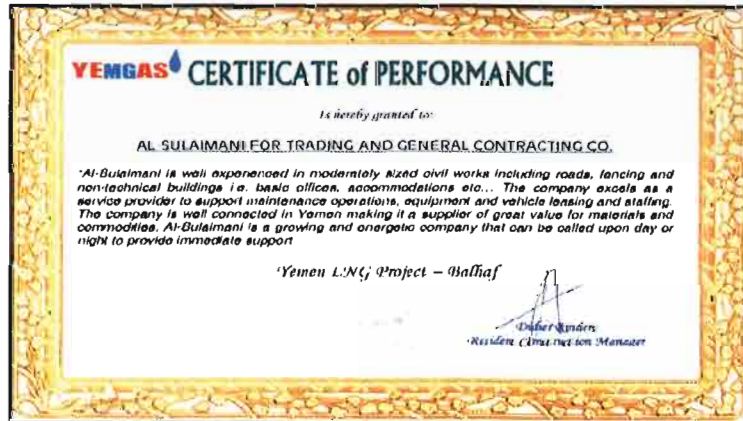 YEMGAS CERTIFICATE of PERFORMANCE
Is hereby granted to:
AL SULAIMANI FOR TRADING AND GENERAL CONTRACTING CO.
"Al-Sulaimani is well experienced in moderately sized civil works including roads, fencing and
non-technical buildings i.e. basic offices, accommodations etc... The company excels as a
service provider to support maintenance operations, equipment and vehicle leasing and staffing.
The company is well connected in Yemen making it a supplier of great value for materials and
commodities. Al-Sulaimani is a growing and energetic company that can be called upon day or
night to provide immediate support
Yemen LNG Project – Balhaf
Didier
Resident Construction Manager